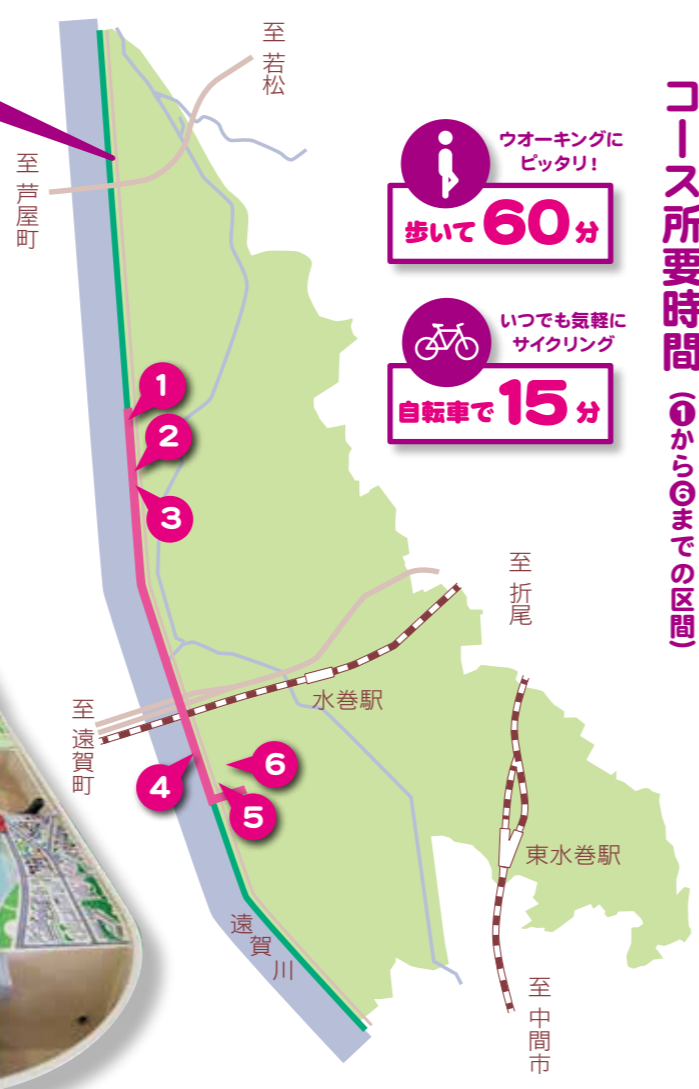 コース所要時間(❶から❻までの区間)
ウオーキングに
ピッタリ!
歩いて60分
いつでも気軽に
サイクリング
自転車で15分
至 若松
至 芦屋町
1
2
3
至 折尾
水巻駅
至 遠賀町
4
6
5
東水巻駅
遠賀川
至 中間市